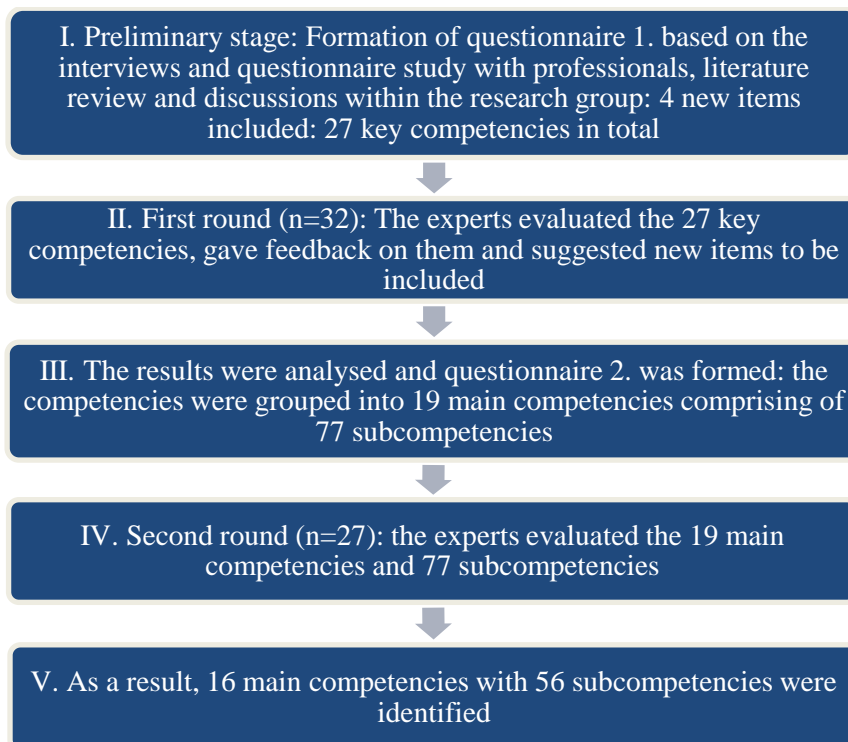 I. Preliminary stage: Formation of questionnaire 1. based on the
interviews and questionnaire study with professionals, literature
review and discussions within the research group: 4 new items
included: 27 key competencies in total
II. First round (n=32): The experts evaluated the 27 key
competencies, gave feedback on them and suggested new items to be
included
III. The results were analysed and questionnaire 2. was formed: the
competencies were grouped into 19 main competencies comprising of
77 subcompetencies
IV. Second round (n=27): the experts evaluated the 19 main
competencies and 77 subcompetencies
V. As a result, 16 main competencies with 56 subcompetencies were
identified